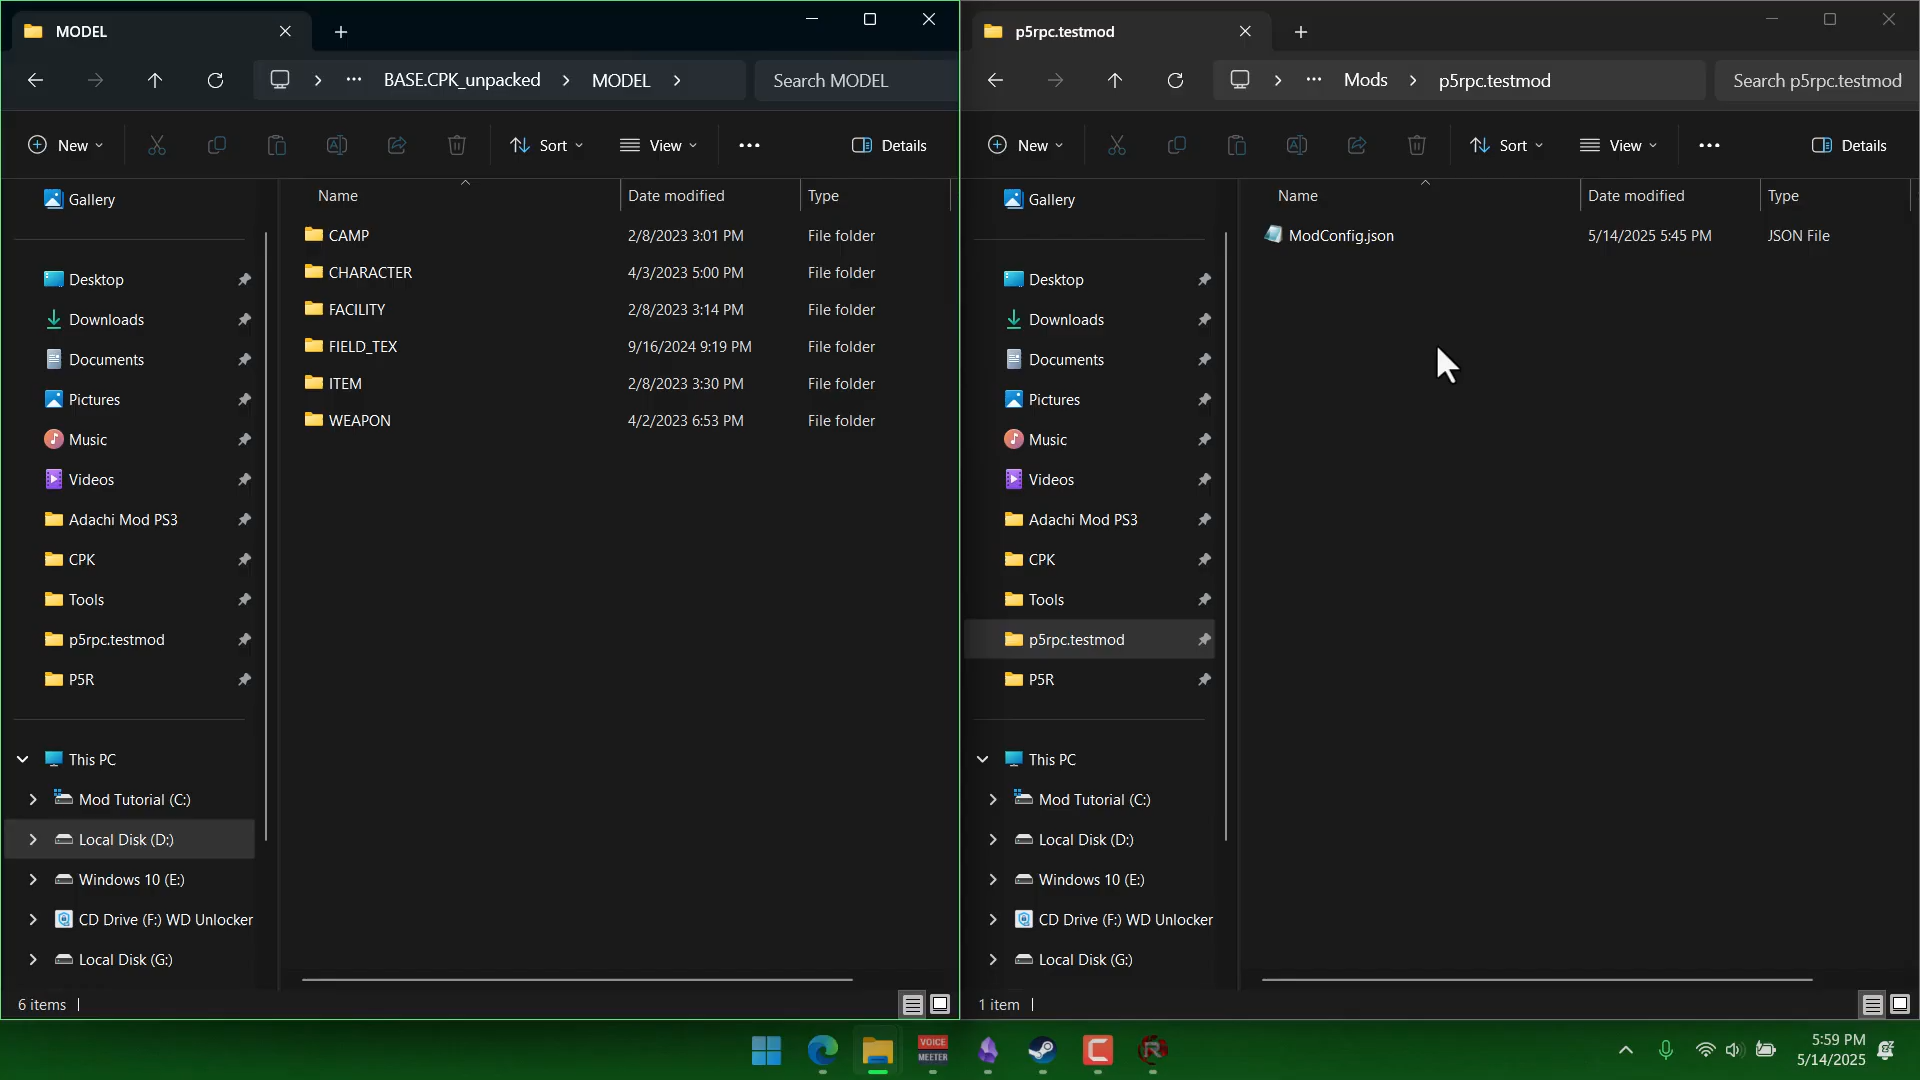 MODEL
BASE.CPK_unpacked MODEL
Search MODEL
New
Sort
View
Details
Gallery
Desktop
Downloads
Documents
Pictures
Music
Videos
Adachi Mod PS3
CPK
Tools
p5rpc.testmod
P5R
This PC
Mod Tutorial (C:)
Local Disk (D:)
Windows 10 (E:)
CD Drive (F:) WD Unlocker
Local Disk (G:)
Name Date modified Type
CAMP 2/8/2023 3:01 PM File folder
CHARACTER 4/3/2023 5:00 PM File folder
FACILITY 2/8/2023 3:14 PM File folder
FIELD_TEX 9/16/2024 9:19 PM File folder
ITEM 2/8/2023 3:30 PM File folder
WEAPON 4/2/2023 6:53 PM File folder
6 items
p5rpc.testmod
Mods p5rpc.testmod
Search p5rpc.testmod
New
Sort
View
Details
Gallery
Desktop
Downloads
Documents
Pictures
Music
Videos
Adachi Mod PS3
CPK
Tools
p5rpc.testmod
P5R
This PC
Mod Tutorial (C:)
Local Disk (D:)
Windows 10 (E:)
CD Drive (F:) WD Unlocker
Local Disk (G:)
Name Date modified Type
ModConfig.json 5/14/2025 5:45 PM JSON File
1 item
VOICE
MEETER
5:59 PM
5/14/2025